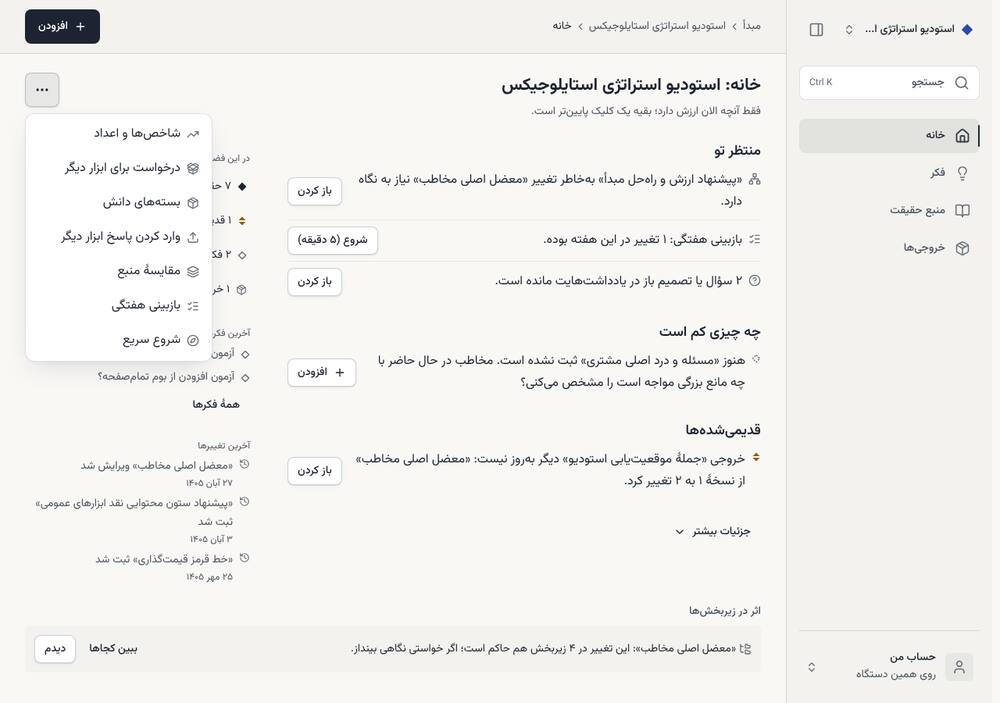 استودیو استراتژی ا...
جستجو
Ctrl K
خانه
فکر
منبع حقیقت
خروجی‌ها
حساب من
روی همین دستگاه
مبدأ › استودیو استراتژی استایلوجیکس › خانه
افزودن
خانه: استودیو استراتژی استایلوجیکس
فقط آنچه الان ارزش دارد؛ بقیه یک کلیک پایین‌تر است.
منتظر تو
«پیشنهاد ارزش و راه‌حل مبدأ» به‌خاطر تغییر «معضل اصلی مخاطب» نیاز به نگاه
دارد.
باز کردن
بازبینی هفتگی: ۱ تغییر در این هفته بوده.
شروع (۵ دقیقه)
۲ سؤال یا تصمیم باز در یادداشت‌هایت مانده است.
باز کردن
چه چیزی کم است
هنوز «مسئله و درد اصلی مشتری» ثبت نشده است. مخاطب در حال حاضر با
چه مانع بزرگی مواجه است را مشخص می‌کنی؟
افزودن
قدیمی‌شده‌ها
خروجی «جملهٔ موقعیت‌یابی استودیو» دیگر به‌روز نیست: «معضل اصلی مخاطب»
از نسخهٔ ۱ به ۲ تغییر کرد.
باز کردن
جزئیات بیشتر
شاخص‌ها و اعداد
درخواست برای ابزار دیگر
بسته‌های دانش
وارد کردن پاسخ ابزار دیگر
مقایسهٔ منبع
بازبینی هفتگی
شروع سریع
در این
۷
۱
۲
۱
آخرین
آزمون افزودن از بوم تمام‌صفحه؟
همهٔ فکرها
آخرین تغییرها
«معضل اصلی مخاطب» ویرایش شد
۲۷ آبان ۱۴۰۵
«پیشنهاد ستون محتوایی نقد ابزارهای عمومی»
ثبت شد
۳ آبان ۱۴۰۵
«خط قرمز قیمت‌گذاری» ثبت شد
۲۵ مهر ۱۴۰۵
اثر در زیربخش‌ها
«معضل اصلی مخاطب»: این تغییر در ۴ زیربخش هم حاکم است؛ اگر خواستی نگاهی بینداز.
ببین کجاها
دیدم